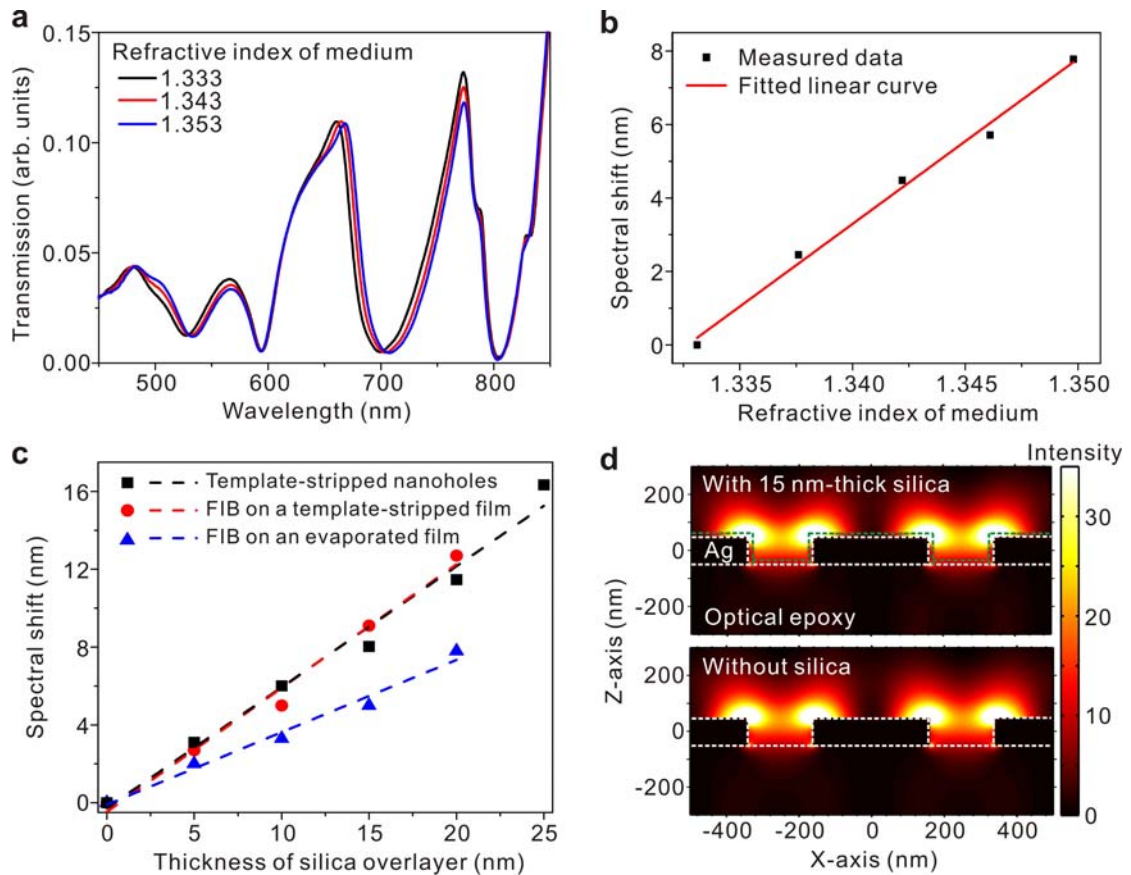 a
0.15
0.10
0.05
0.00
Transmission (arb. units)
Refractive index of medium
1.333
1.343
1.353
500
600
700
800
Wavelength (nm)
b
8
6
4
2
0
Spectral shift (nm)
Measured data
Fitted linear curve
1.335
1.340
1.345
1.350
Refractive index of medium
c
16
12
8
4
0
Spectral shift (nm)
Template-stripped nanoholes
FIB on a template-stripped film
FIB on an evaporated film
0
5
10
15
20
25
Thickness of silica overlayer (nm)
d
Intensity
With 15 nm-thick silica
Ag
Optical epoxy
Without silica
200
0
-200
200
0
-200
Z-axis (nm)
-400
-200
0
200
400
X-axis (nm)
30
20
10
0